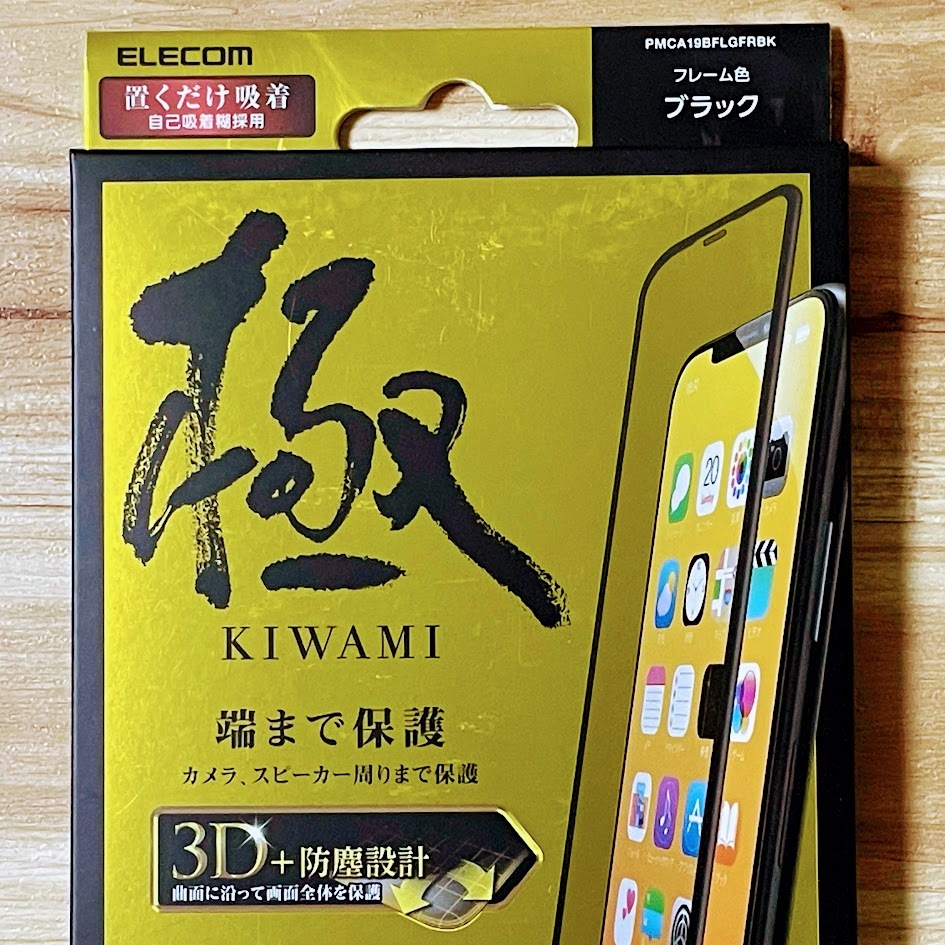 ELECOM
置くだけ吸着
自己吸着糊採用
PMCA19BFLGFRBK
フレーム色
ブラック
極
KIWAMI
端まで保護
カメラ、スピーカー周りまで保護
3D+防塵設計
曲面に沿って画面全体を保護
20